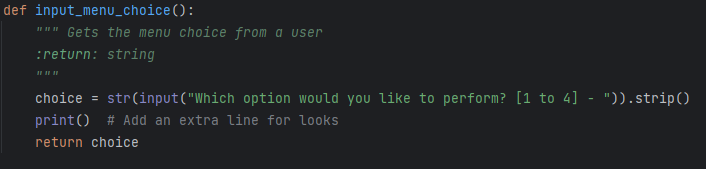 def input_menu_choice():
    """ Gets the menu choice from a user
    :return: string
    """
    choice = str(input("Which option would you like to perform? [1 to 4] - ")).strip()
    print()  # Add an extra line for looks
    return choice